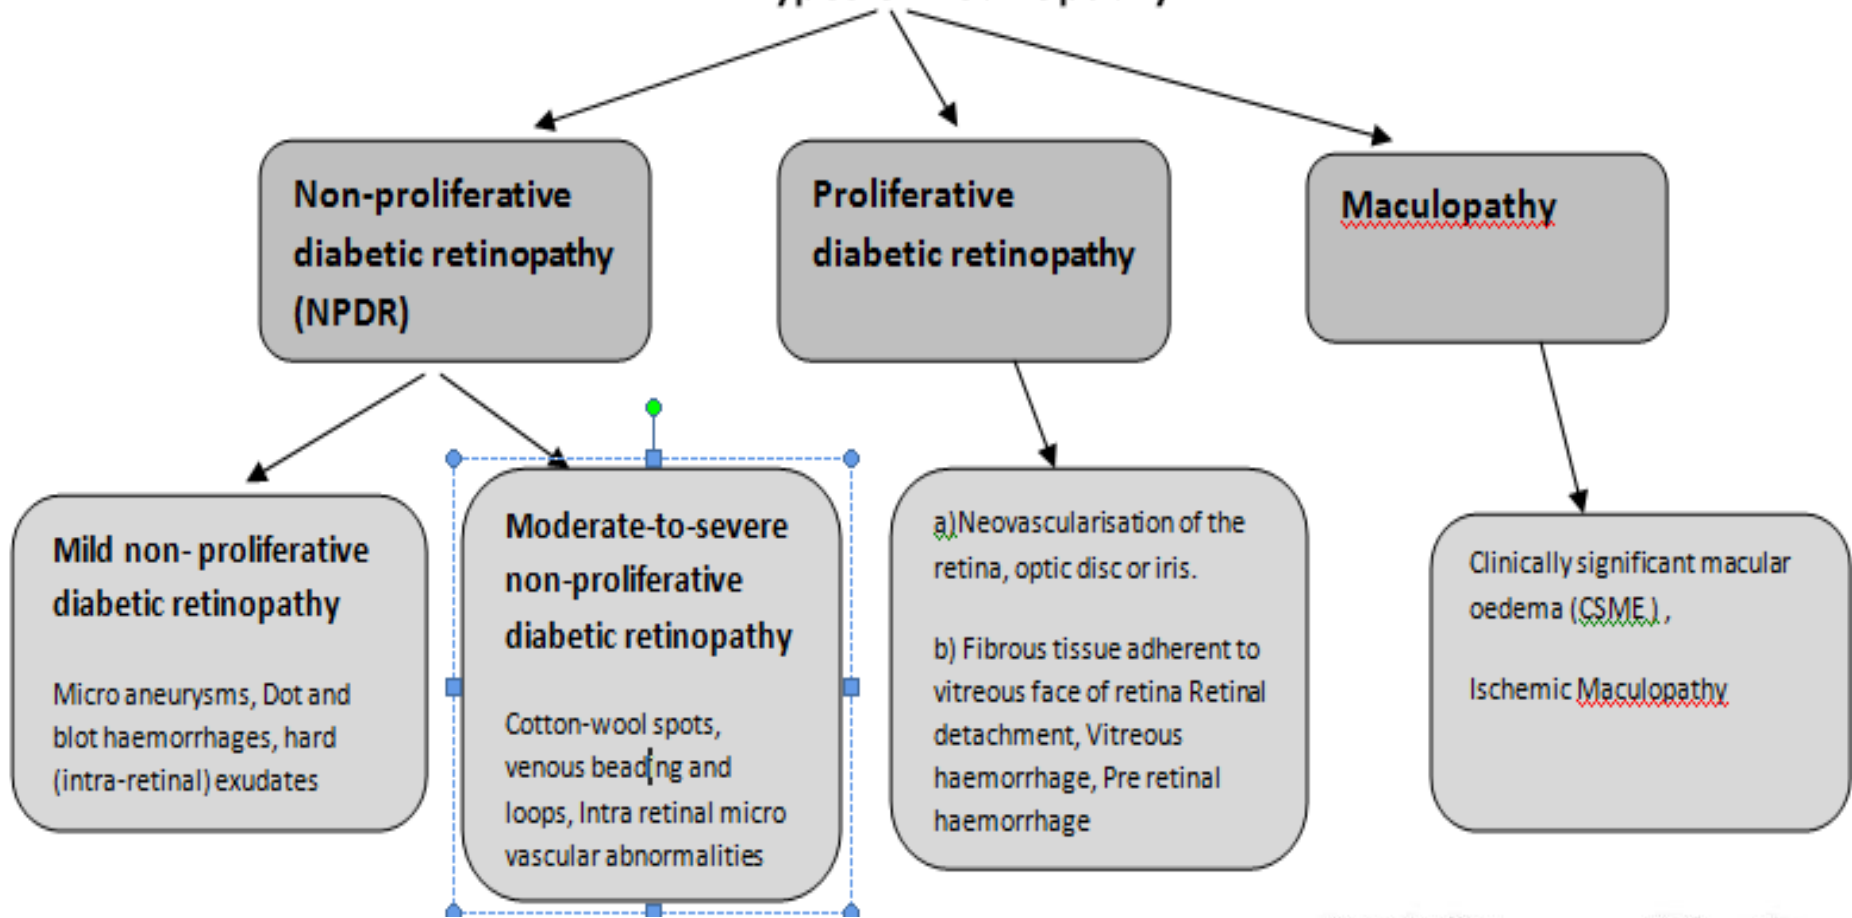 Non-proliferative
diabetic retinopathy
(NPDR)
Proliferative
diabetic retinopathy
Maculopathy
Mild non- proliferative
diabetic retinopathy
Micro aneurysms, Dot and
blot haemorrhages, hard
(intra-retinal) exudates
Moderate-to-severe
non-proliferative
diabetic retinopathy
Cotton-wool spots,
venous beading and
loops, Intra retinal micro
vascular abnormalities
a)Neovascularisation of the
retina, optic disc or iris.
b) Fibrous tissue adherent to
vitreous face of retina Retinal
detachment, Vitreous
haemorrhage, Pre retinal
haemorrhage
Clinically significant macular
oedema (CSME ) ,
Ischemic Maculopathy